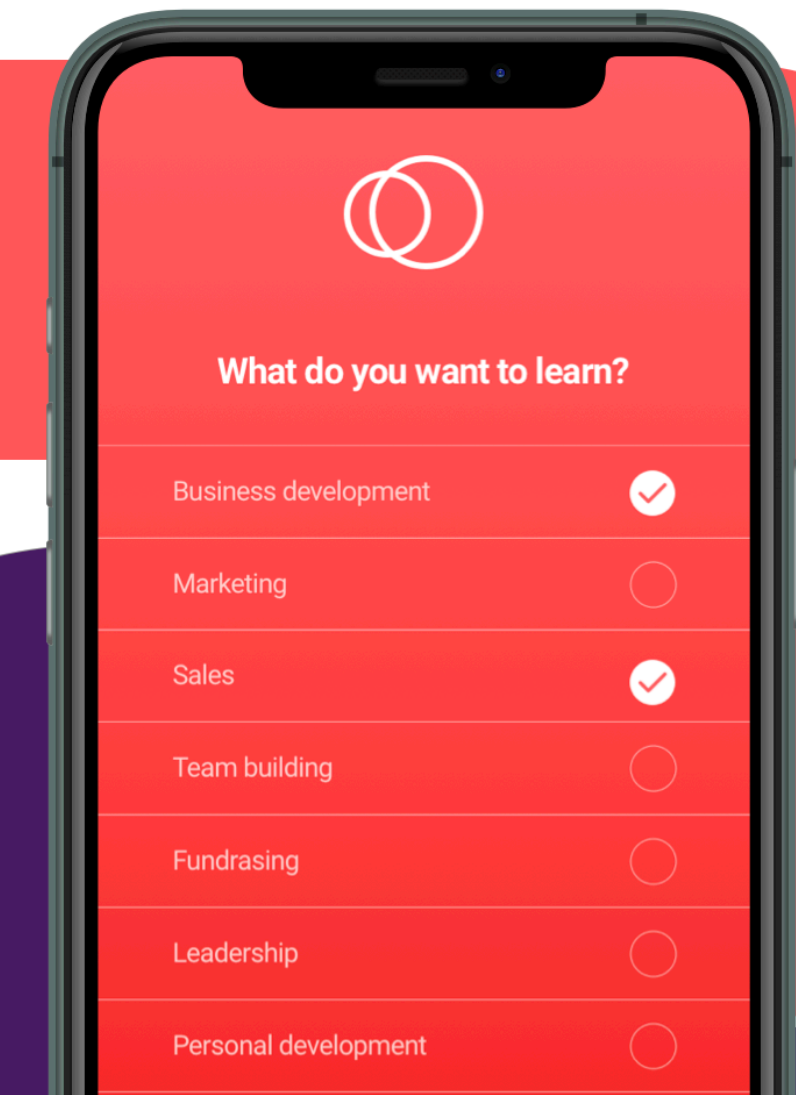 What do you want to learn?
Business development
Marketing
Sales
Team building
Fundrasing
Leadership
Personal development